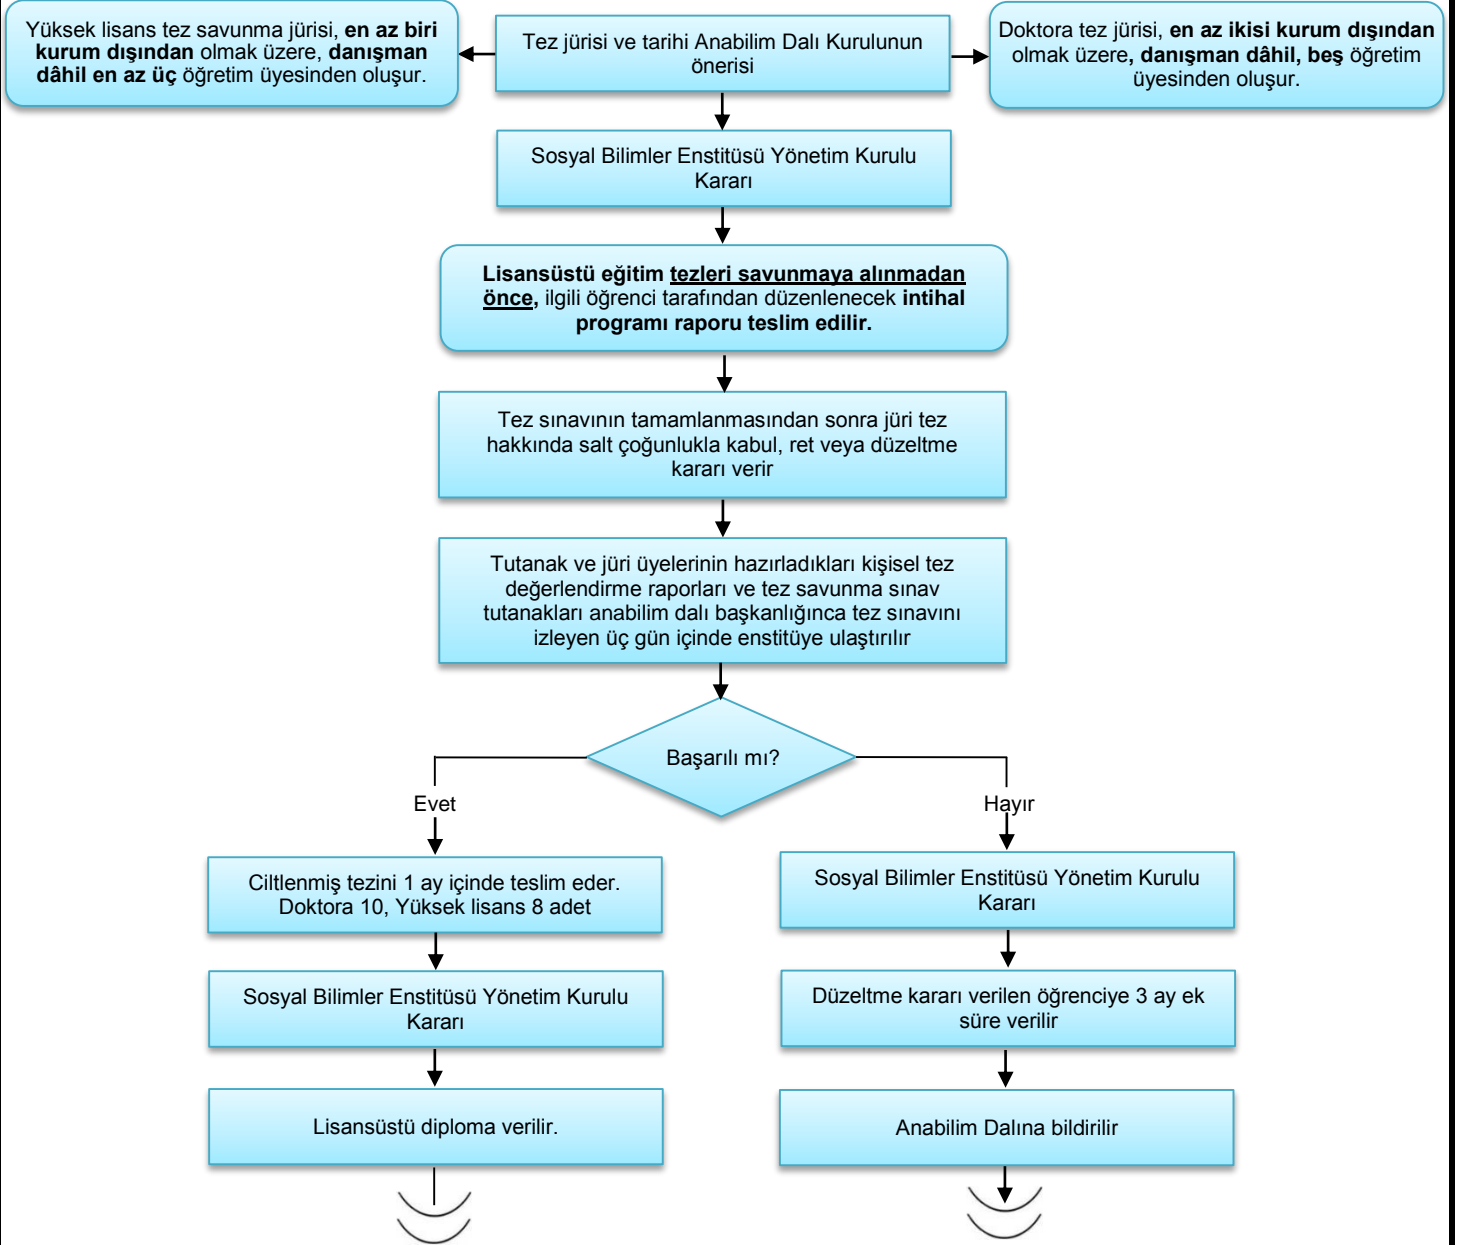 Yüksek lisans tez savunma jürisi, en az biri
kurum dışından olmak üzere, danışman
dâhil en az üç öğretim üyesinden oluşur.
Tez jürisi ve tarihi Anabilim Dalı Kurulunun
önerisi
Doktora tez jürisi, en az ikisi kurum dışından
olmak üzere, danışman dâhil, beş öğretim
üyesinden oluşur.
Sosyal Bilimler Enstitüsü Yönetim Kurulu
Kararı
Lisansüstü eğitim tezleri savunmaya alınmadan
önce, ilgili öğrenci tarafından düzenlenecek intihal
programı raporu teslim edilir.
Tez sınavının tamamlanmasından sonra jüri tez
hakkında salt çoğunlukla kabul, ret veya düzeltme
kararı verir
Tutanak ve jüri üyelerinin hazırladıkları kişisel tez
değerlendirme raporları ve tez savunma sınav
tutanakları anabilim dalı başkanlığınca tez sınavını
izleyen üç gün içinde enstitüye ulaştırılır
Başarılı mı?
Evet
Hayır
Ciltlenmiş tezini 1 ay içinde teslim eder.
Doktora 10, Yüksek lisans 8 adet
Sosyal Bilimler Enstitüsü Yönetim Kurulu
Kararı
Sosyal Bilimler Enstitüsü Yönetim Kurulu
Kararı
Düzeltme kararı verilen öğrenciye 3 ay ek
süre verilir
Lisansüstü diploma verilir.
Anabilim Dalına bildirilir